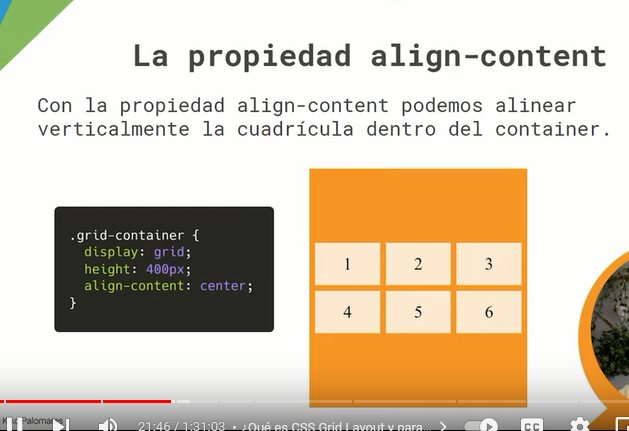 La propiedad align-content
Con la propiedad align-content podemos alinear
verticalmente la cuadrícula dentro del container.
.grid-container {
display: grid;
height: 400px;
align-content: center;
}
1 2 3
4 5 6
Palomares
21:46 / 1:31:03 • ¿Qué es CSS Grid Layout y para...
CC